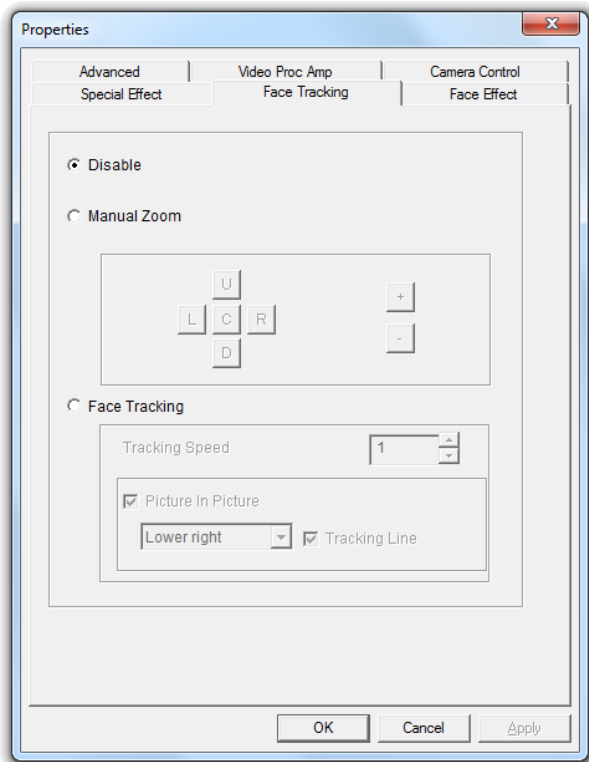 Properties
Advanced Video Proc Amp Camera Control
Special Effect Face Tracking Face Effect
Disable
Manual Zoom
U
L C R
D
+
-
Face Tracking
Tracking Speed 1
Picture In Picture
Lower right Tracking Line
OK Cancel Apply